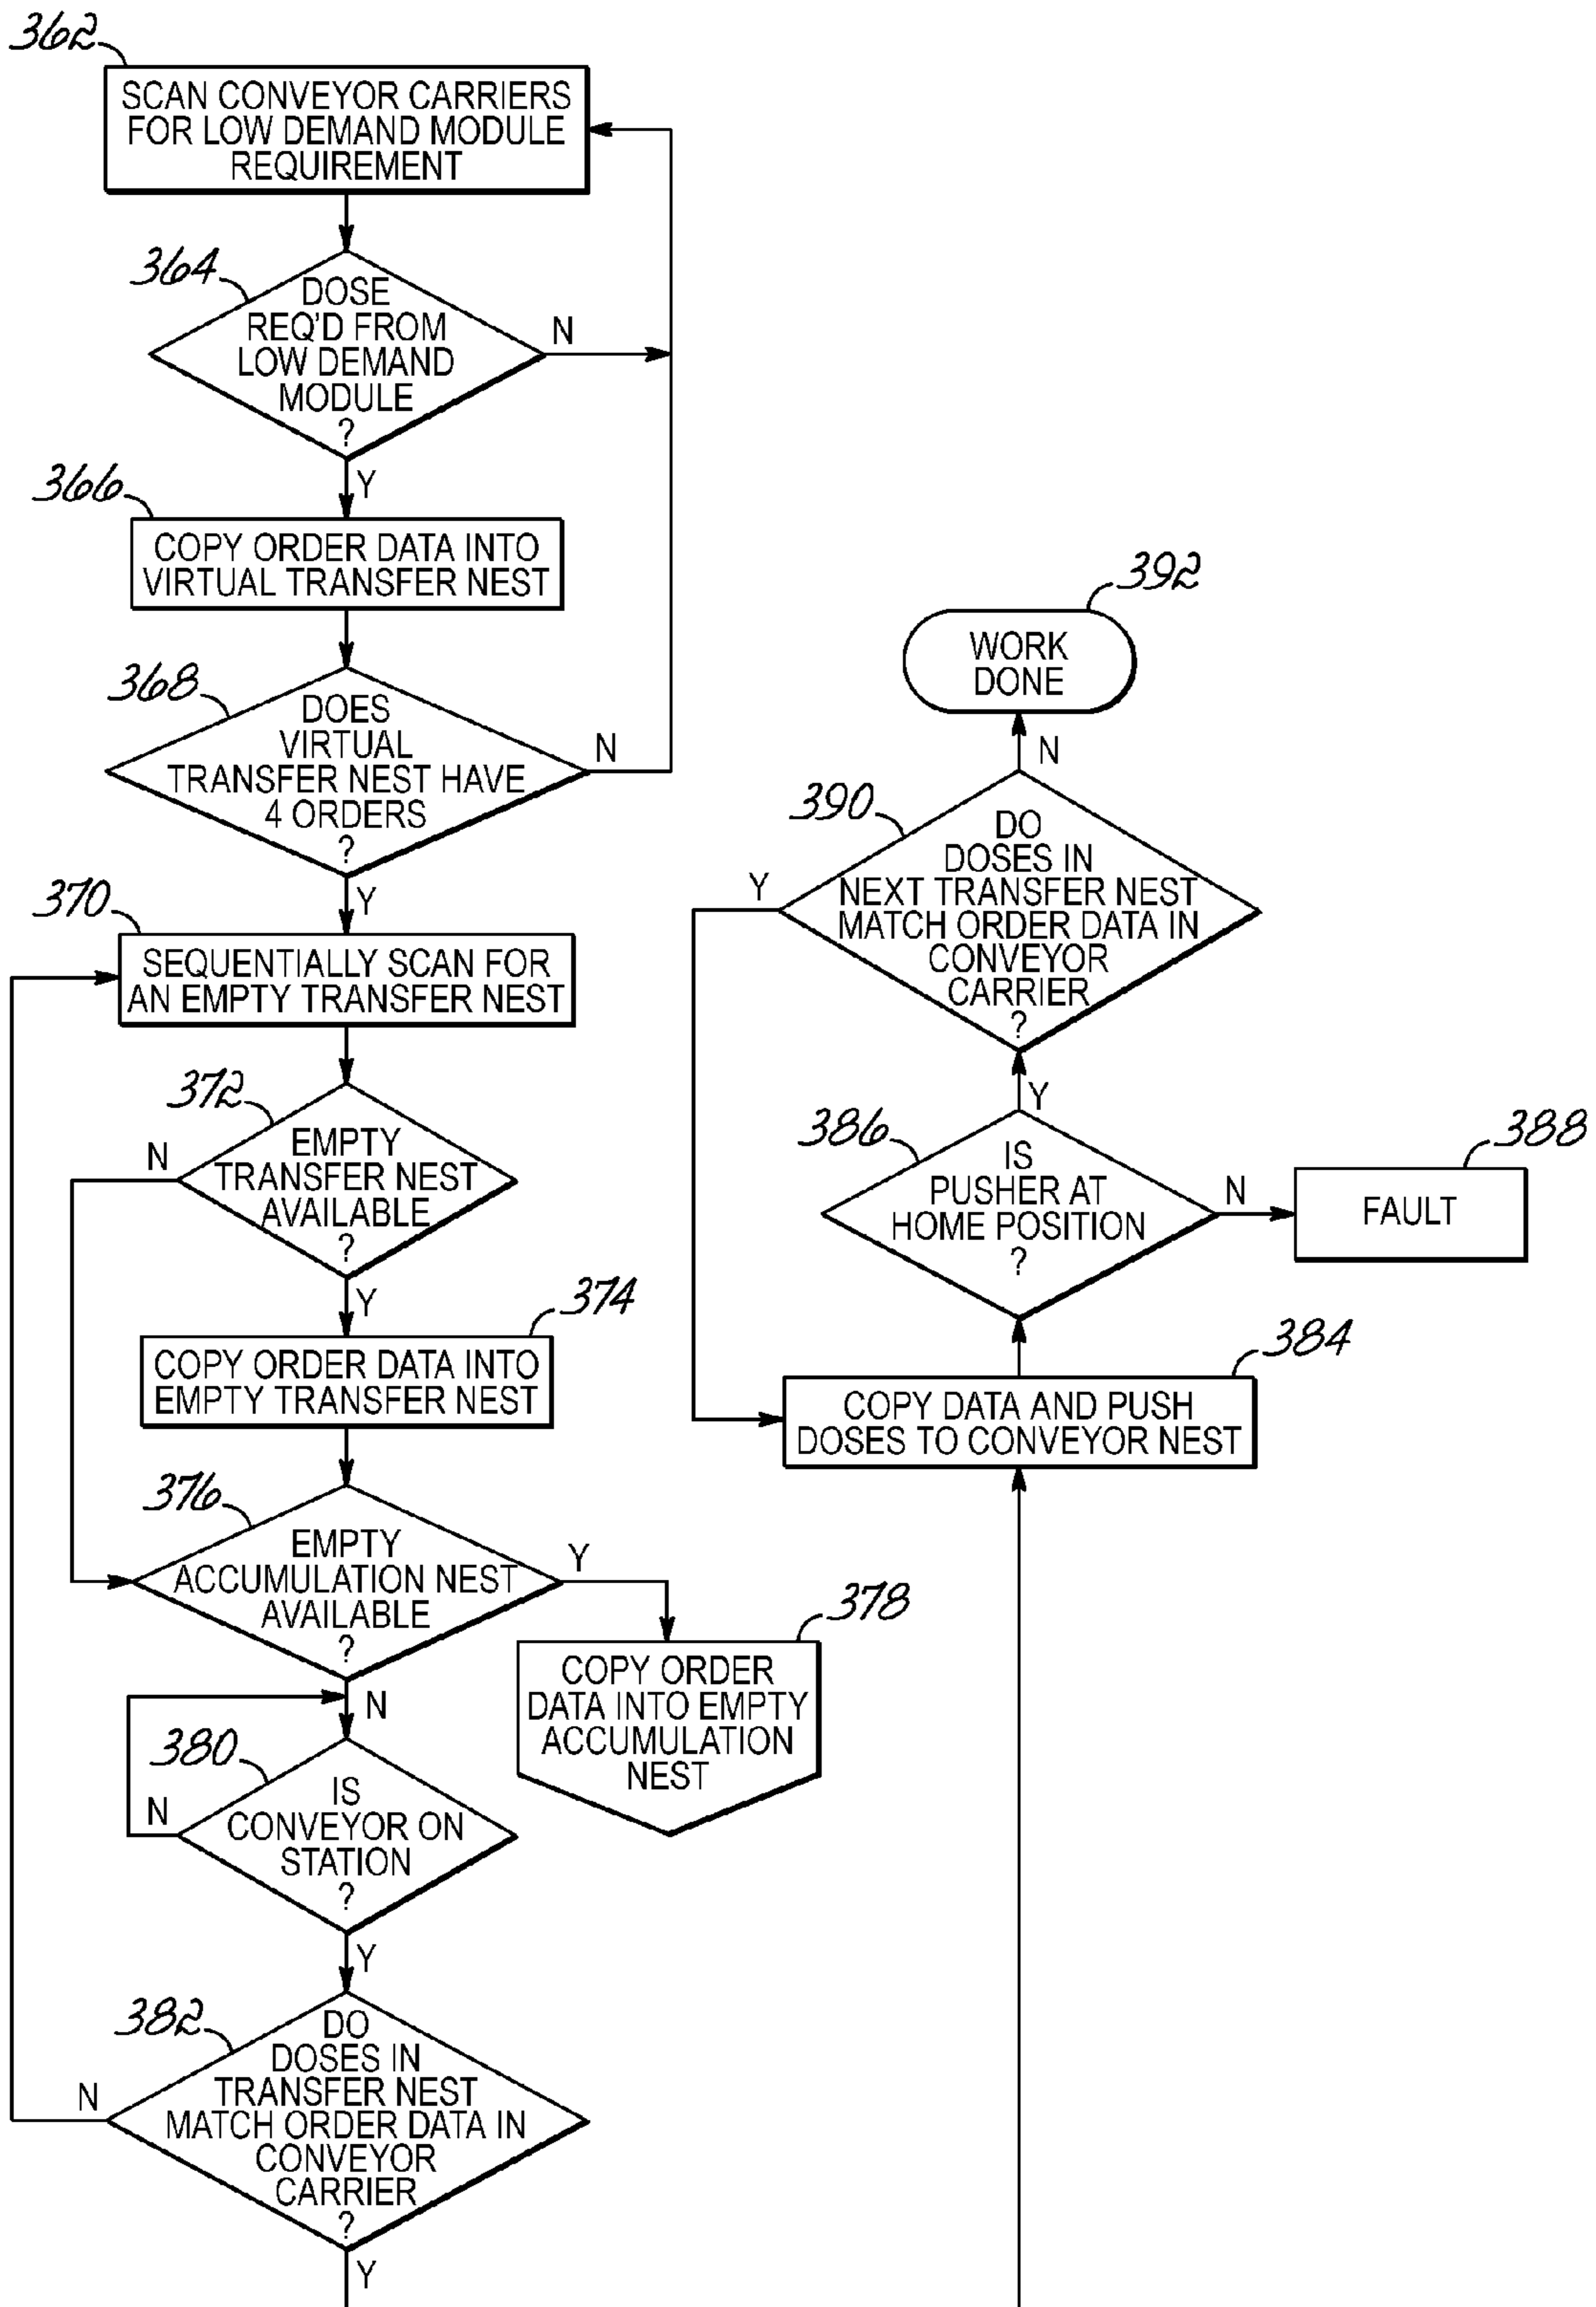 362
SCAN CONVEYOR CARRIERS
FOR LOW DEMAND MODULE
REQUIREMENT
364
DOSE
REQ'D FROM
LOW DEMAND
MODULE
?
N
Y
366
COPY ORDER DATA INTO
VIRTUAL TRANSFER NEST
368
DOES
VIRTUAL
TRANSFER NEST HAVE
4 ORDERS
?
N
Y
370
SEQUENTIALLY SCAN FOR
AN EMPTY TRANSFER NEST
372
EMPTY
TRANSFER NEST
AVAILABLE
?
N
Y
374
COPY ORDER DATA INTO
EMPTY TRANSFER NEST
376
EMPTY
ACCUMULATION NEST
AVAILABLE
?
Y
N
378
COPY ORDER
DATA INTO EMPTY
ACCUMULATION
NEST
380
IS
CONVEYOR ON
STATION
?
N
Y
382
DO
DOSES IN
TRANSFER NEST
MATCH ORDER DATA IN
CONVEYOR
CARRIER
?
N
Y
392
WORK
DONE
N
390
DO
DOSES IN
NEXT TRANSFER NEST
MATCH ORDER DATA IN
CONVEYOR
CARRIER
?
Y
Y
386
IS
PUSHER AT
HOME POSITION
?
N
388
FAULT
384
COPY DATA AND PUSH
DOSES TO CONVEYOR NEST